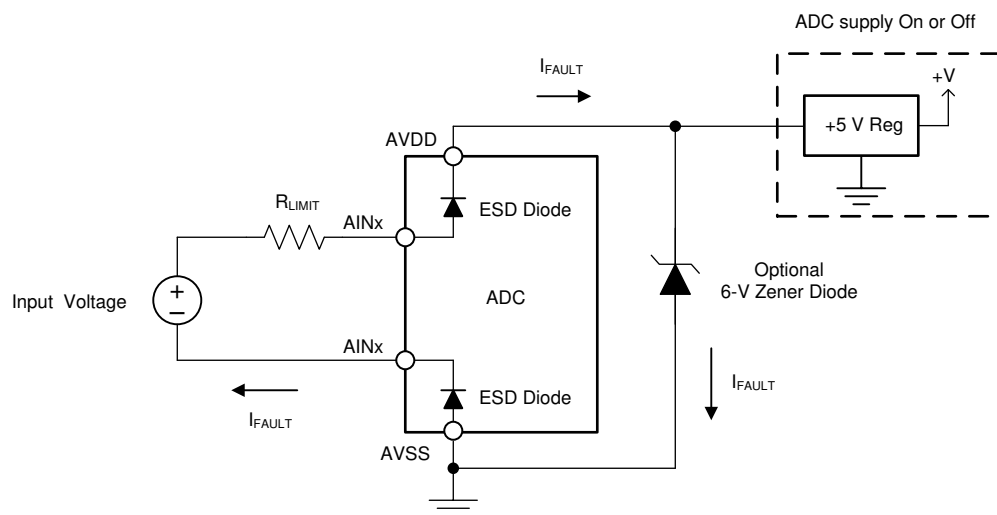 ADC supply On or Off
IFAULT
+V
+5 V Reg
AVDD
RLIMIT
AINx
ESD Diode
Input Voltage
+
–
ADC
Optional
6-V Zener Diode
AINx
ESD Diode
IFAULT
IFAULT
AVSS